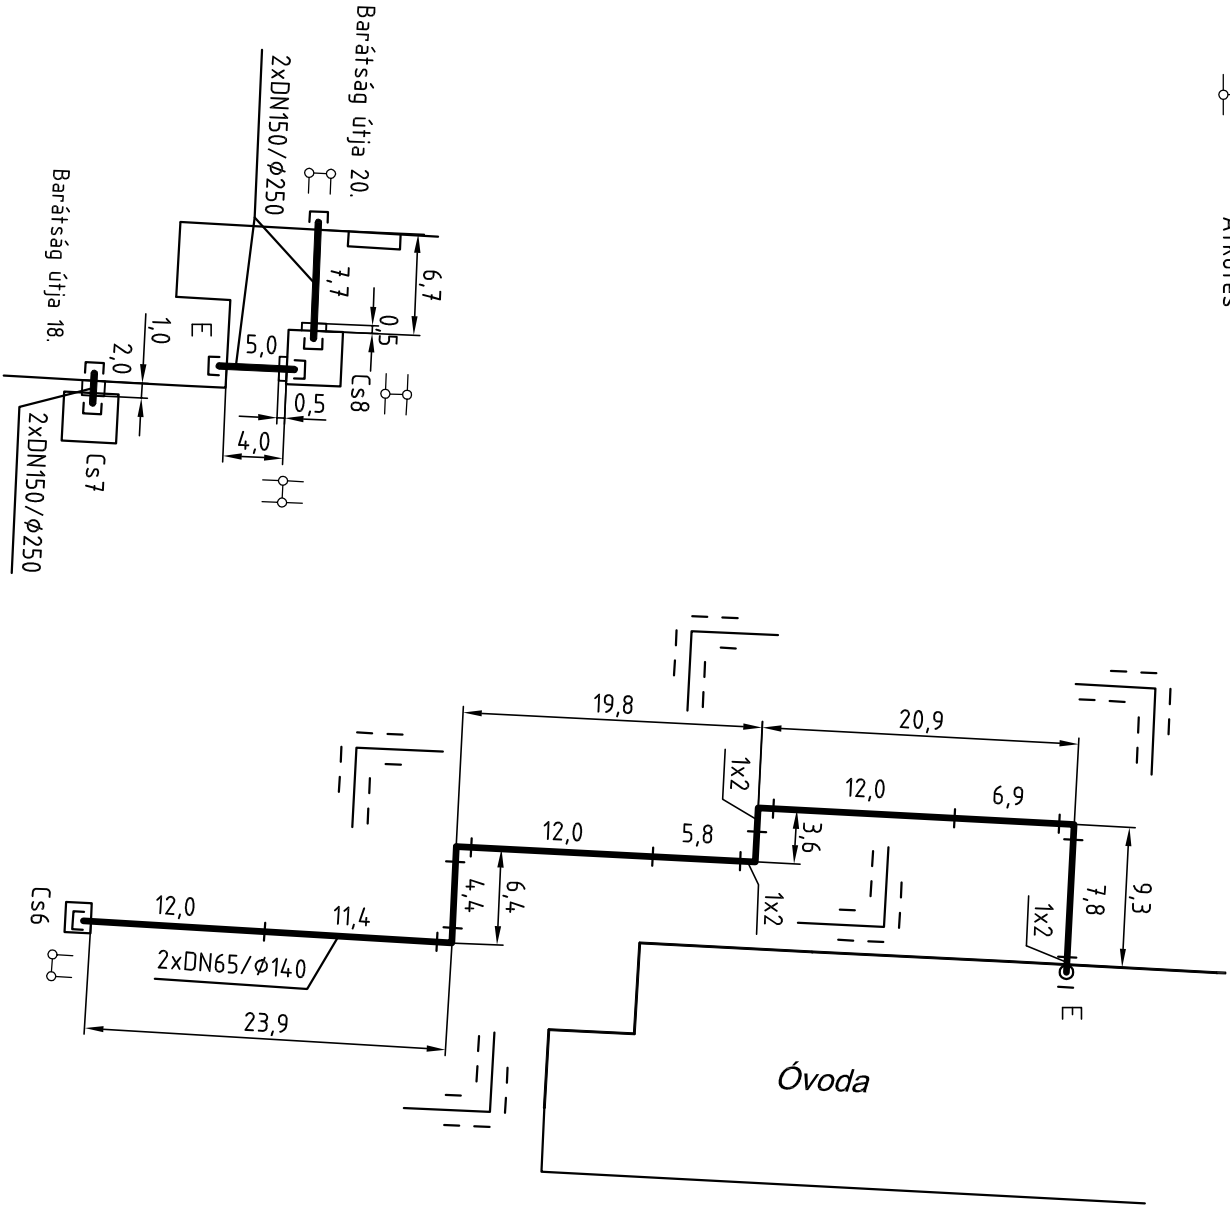 Barátság útja 20.
2xDN150/Φ250
Barátság útja 18.
6,7
7,7
0,5
E
1,0
2,0
5,0
Cs8
0,5
4,0
2xDN150/Φ250
Cs7
19,8
20,9
1x2
12,0
6,9
3,6
12,0
5,8
1x2
9,3
7,8
1x2
6,4
4,4
Cs6
12,0
11,4
2xDN65/Φ140
23,9
E
Óvoda